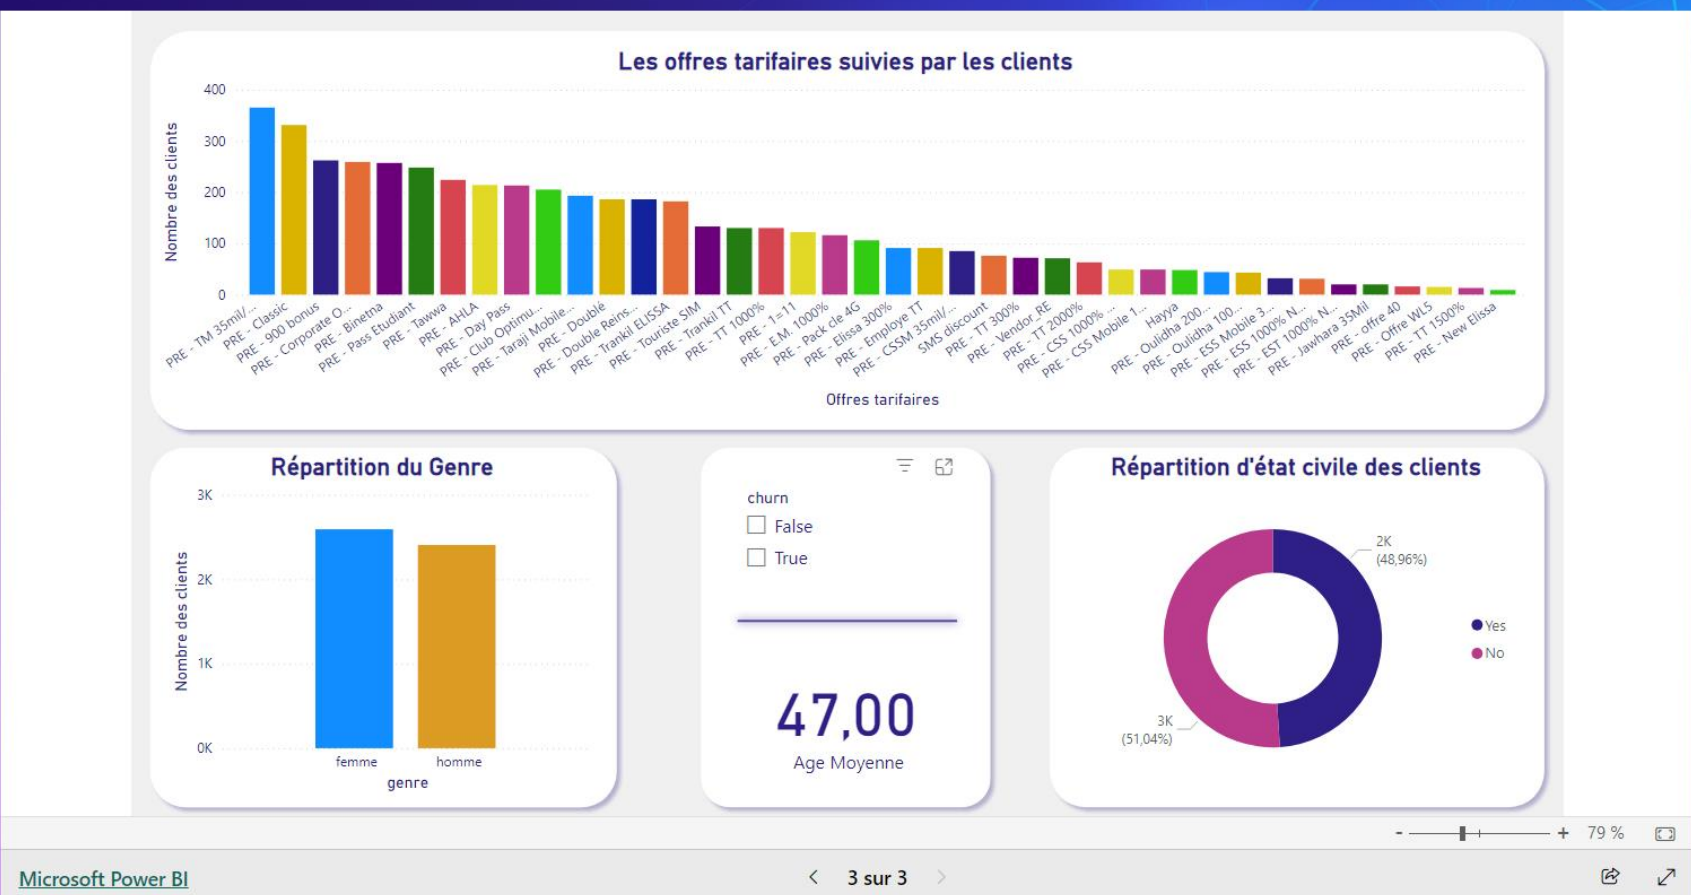 Les offres tarifaires suivies par les clients
Nombre des clients
400
300
200
100
0
PRE - TM 35mil/...
PRE - Classic
PRE - 900 bonus
PRE - Corporate O...
PRE - Binetna
PRE - Pass Etudiant
PRE - Tawwa
PRE - AHLA
PRE - Day Pass
PRE - Club Optimu...
PRE - Taraji Mobile...
PRE - Doublé
PRE - Double Reins...
PRE - Trankil ELISSA
PRE - Touriste SIM
PRE - Trankil TT
PRE - TT 1000%
PRE - 1=11
PRE - E.M. 1000%
PRE - Pack cle 4G
PRE - Elissa 300%
PRE - Employe TT
PRE - CSSM 35mil/...
SMS discount
PRE - TT 300%
PRE - Vendor_RE
PRE - TT 2000%
PRE - CSS 1000% ...
PRE - CSS Mobile 1...
Hayya
PRE - Oulidha 200...
PRE - Oulidha 100...
PRE - ESS Mobile 3...
PRE - ESS 1000% N...
PRE - EST 1000% N...
PRE - Jawhara 35Mil
PRE - offre 40
PRE - Offre WL5
PRE - TT 1500%
PRE - New Elissa
Offres tarifaires
Répartition du Genre
Nombre des clients
3K
2K
1K
0K
femme
homme
genre
churn
False
True
47,00
Age Moyenne
Répartition d'état civile des clients
2K
(48,96%)
3K
(51,04%)
Yes
No
- + 79 %
Microsoft Power BI
3 sur 3